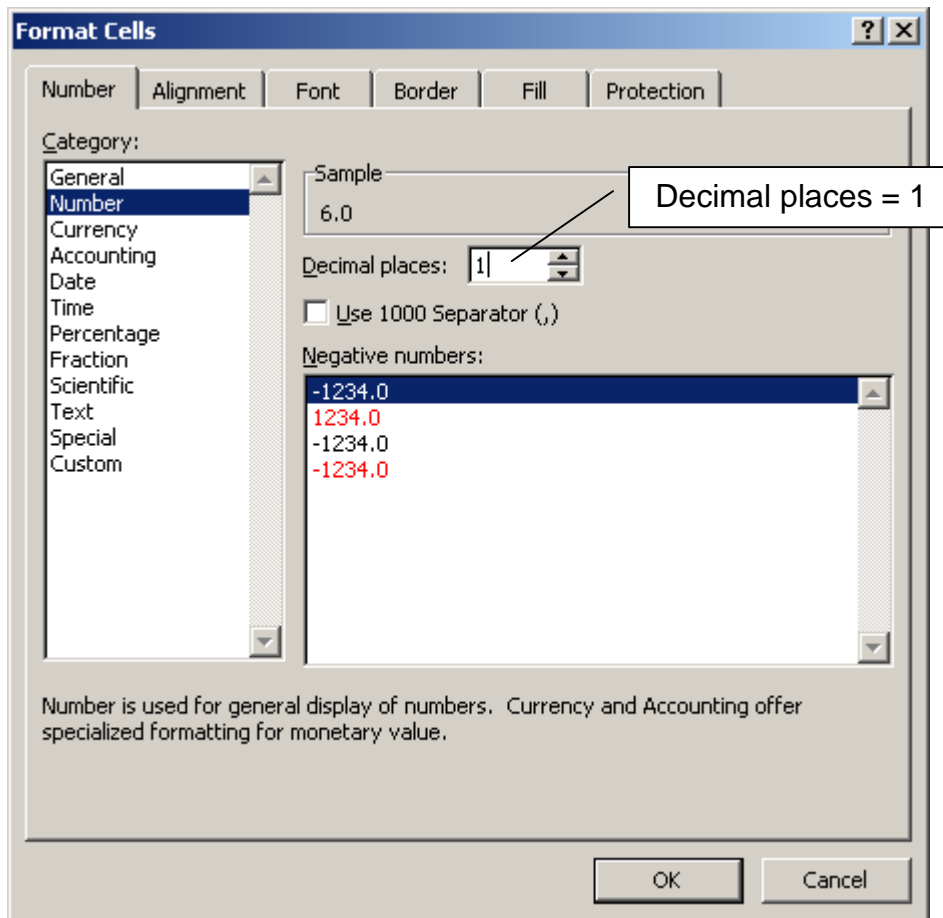 Format Cells
Number Alignment Font Border Fill Protection
Category:
General
Number
Currency
Accounting
Date
Time
Percentage
Fraction
Scientific
Text
Special
Custom
Sample
6.0
Decimal places = 1
Decimal places: 1
Use 1000 Separator (,)
Negative numbers:
-1234.0
1234.0
-1234.0
-1234.0
Number is used for general display of numbers. Currency and Accounting offer
specialized formatting for monetary value.
OK Cancel